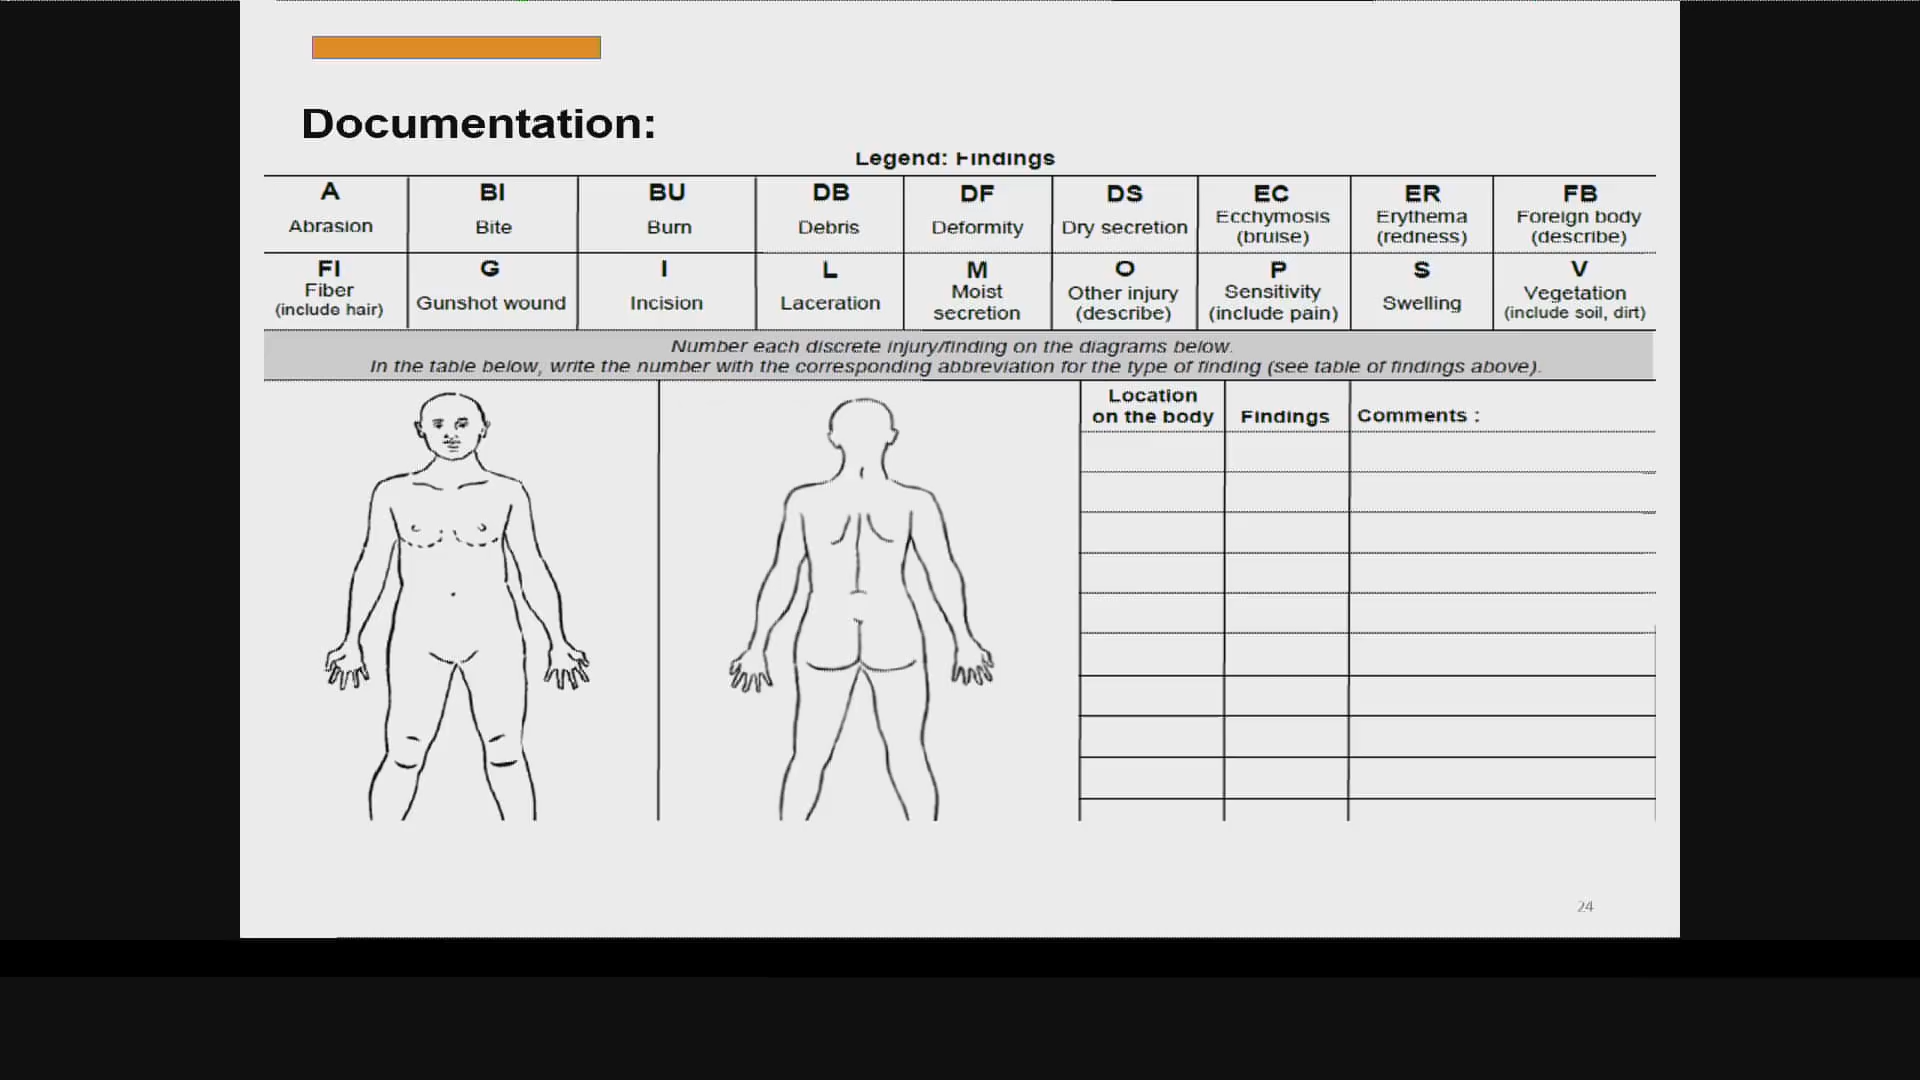 Documentation:
Legend: Findings
A BI BU DB DF DS EC ER FB
Abrasion Bite Burn Debris Deformity Dry secretion Ecchymosis (bruise) Erythema (redness) Foreign body (describe)
FI G I L M O P S V
Fiber (include hair) Gunshot wound Incision Laceration Moist secretion Other injury (describe) Sensitivity (include pain) Swelling Vegetation (include soil, dirt)
Number each discrete injury/finding on the diagrams below.
In the table below, write the number with the corresponding abbreviation for the type of finding (see table of findings above).
Location
on the body Findings Comments :
24